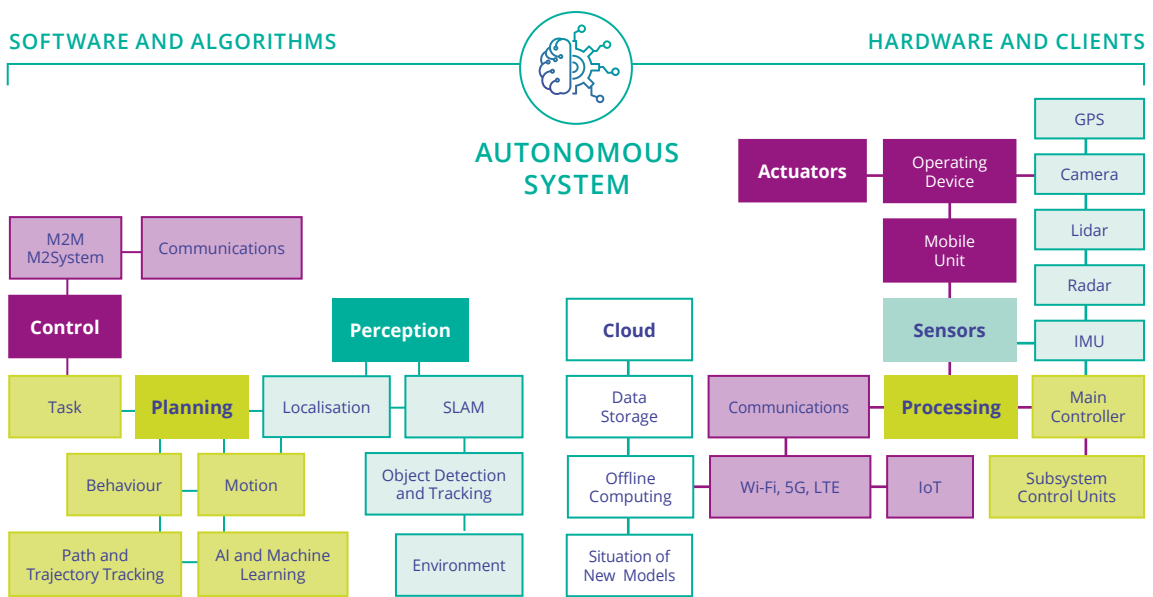 SOFTWARE AND ALGORITHMS
HARDWARE AND CLIENTS
AUTONOMOUS
SYSTEM
M2M
M2System
Communications
Control
Task
Planning
Perception
Localisation
SLAM
Behaviour
Motion
Object Detection
and Tracking
Path and
Trajectory Tracking
AI and Machine
Learning
Environment
Cloud
Data
Storage
Offline
Computing
Situation of
New Models
Actuators
Operating
Device
Mobile
Unit
Sensors
GPS
Camera
Lidar
Radar
IMU
Communications
Processing
Main
Controller
Wi-Fi, 5G, LTE
IoT
Subsystem
Control Units